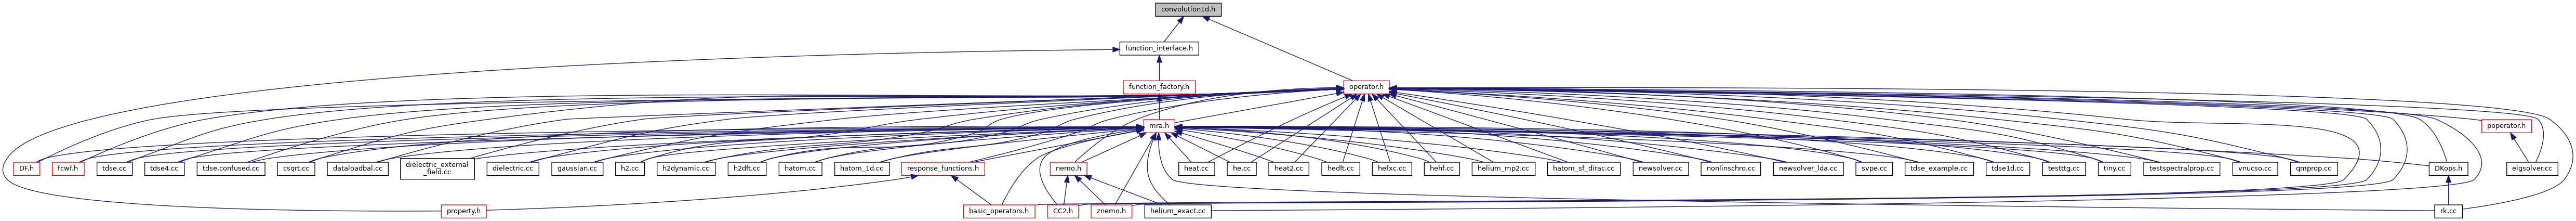 convolution1d.h
function_interface.h
function_factory.h
operator.h
mra.h
poperator.h
DF.h
fcwf.h
tdse.cc
tdse4.cc
tdse.confused.cc
csqrt.cc
dataloadbal.cc
dielectric_external
_field.cc
dielectric.cc
gaussian.cc
h2.cc
h2dynamic.cc
h2dft.cc
hatom.cc
hatom_1d.cc
response_functions.h
nemo.h
heat.cc
he.cc
heat2.cc
hedft.cc
hefxc.cc
hehf.cc
helium_mp2.cc
hatom_sf_dirac.cc
newsolver.cc
nonlinschro.cc
newsolver_lda.cc
svpe.cc
tdse_example.cc
tdse1d.cc
testttg.cc
tiny.cc
testspectralprop.cc
vnucso.cc
qmprop.cc
DKops.h
eigsolver.cc
property.h
basic_operators.h
CC2.h
znemo.h
helium_exact.cc
rk.cc